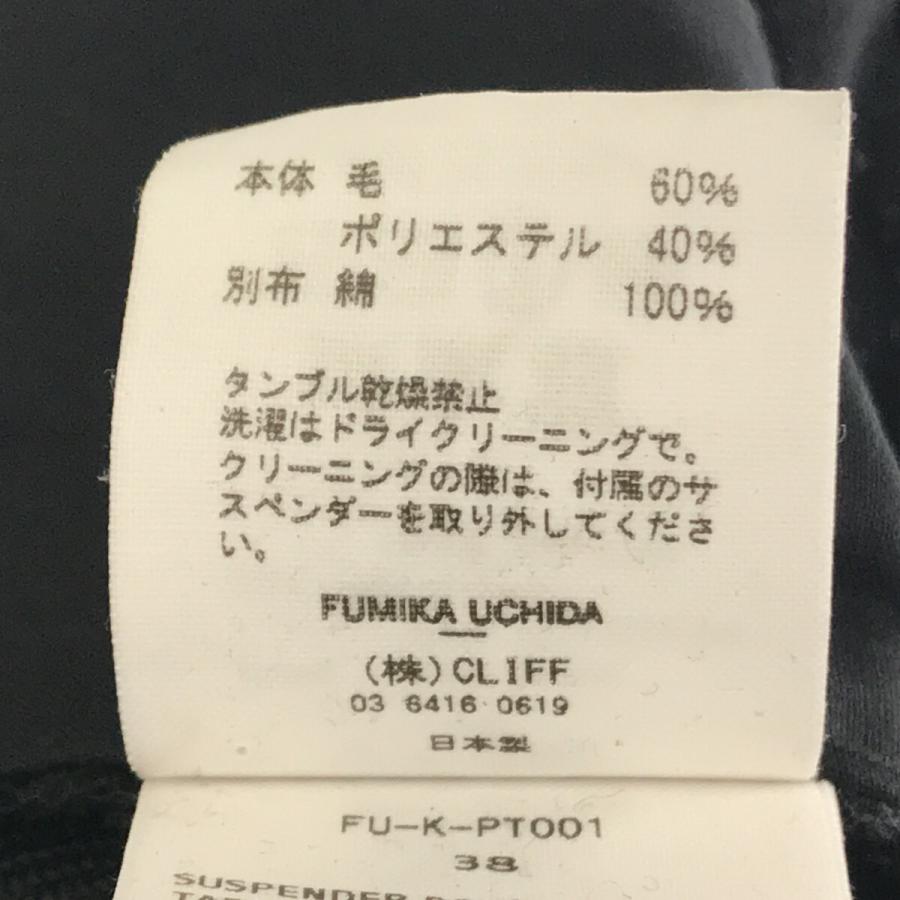 本体 毛 60%
ポリエステル 40%
別布 綿 100%
タンブル乾燥禁止
洗濯はドライクリーニングで。
クリーニングの際は、付属のサ
スペンダーを取り外してくださ
い。
FUMIKA UCHIDA
(株)CLIFF
03 6416 0619
日本製
FU-K-PT001
38
SUSPENDER